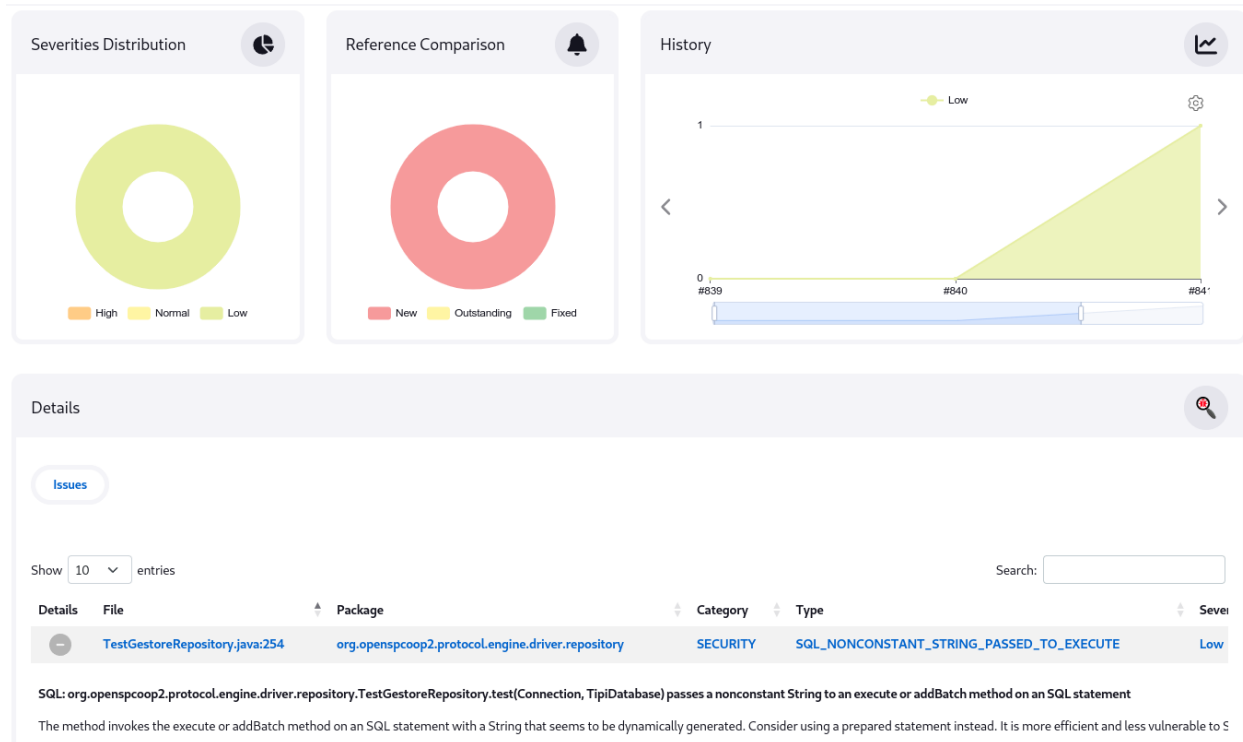 Severities Distribution
Reference Comparison
History
Low
1
0
#839
#840
#841
High Normal Low
New Outstanding Fixed
Details
Issues
Show 10 entries
Search:
Details File Package Category Type
TestGestoreRepository.java:254 org.openspcoop2.protocol.engine.driver.repository SECURITY SQL_NONCONSTANT_STRING_PASSED_TO_EXECUTE Low
SQL: org.openspcoop2.protocol.engine.driver.repository.TestGestoreRepository.test(Connection, TipiDatabase) passes a nonconstant String to an execute or addBatch method on an SQL statement
The method invokes the execute or addBatch method on an SQL statement with a String that seems to be dynamically generated. Consider using a prepared statement instead. It is more efficient and less vulnerable to